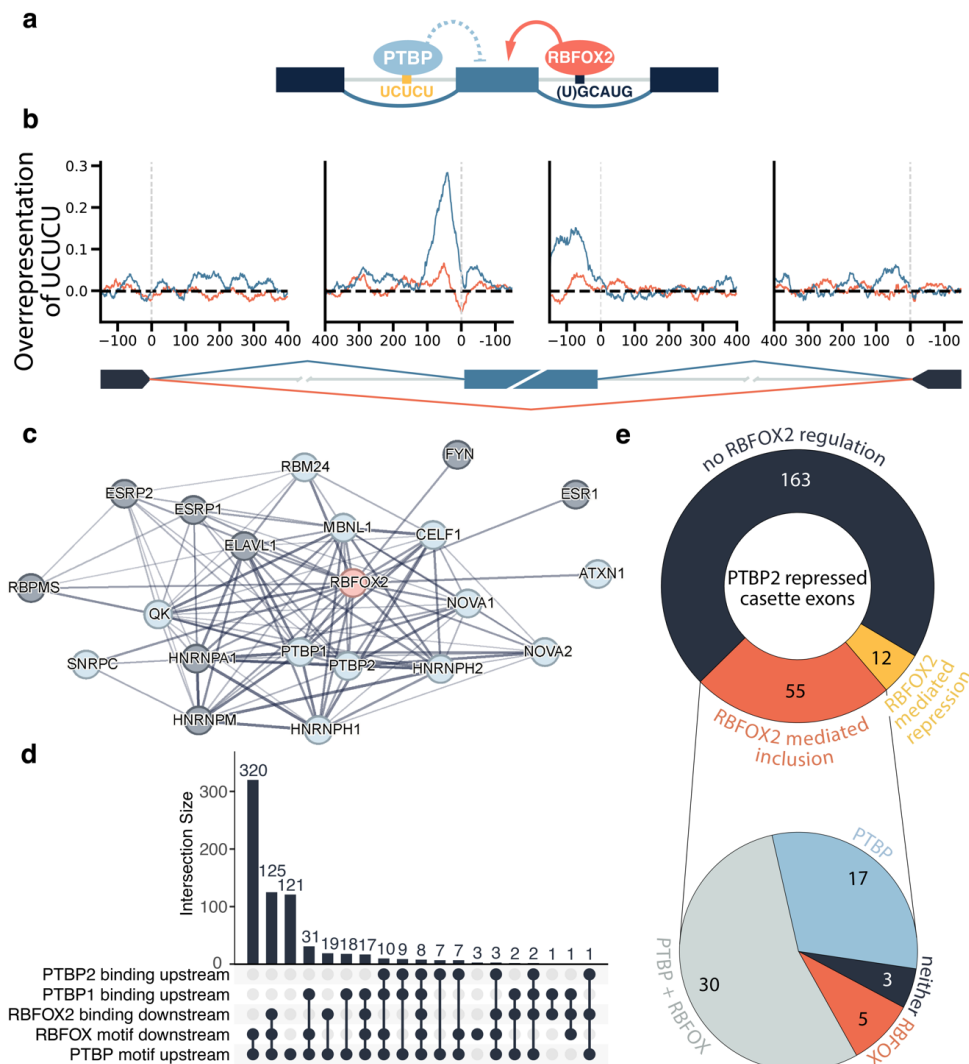 a
PTBP
RBFOX2
UCUCU
(U)GCAUG
b
Overrepresentation
of UCUCU
0.3
0.2
0.1
0.0
−100 0 100 200 300 400
400 300 200 100 0 -100
−100 0 100 200 300 400
400 300 200 100 0 -100
c
FYN
RBM24
ESRP2
ESR1
ESRP1
MBNL1
CELF1
ELAVL1
RBFOX2
ATXN1
RBPMS
NOVA1
QK
SNRPC
HNRNPA1
PTBP1
PTBP2
HNRNPH2
NOVA2
HNRNPM
HNRNPH1
d
Intersection Size
300
200
100
0
320
125
121
31
19
18
17
10
9
8
7
7
3
3
2
2
1
1
1
PTBP2 binding upstream
PTBP1 binding upstream
RBFOX2 binding downstream
RBFOX motif downstream
PTBP motif upstream
e
no RBFOX2 regulation
163
PTBP2 repressed
casette exons
12
RBFOX2
mediated
repression
55
RBFOX2 mediated
inclusion
PTBP
17
3
neither
5
RBFOX
30
PTBP + RBFOX